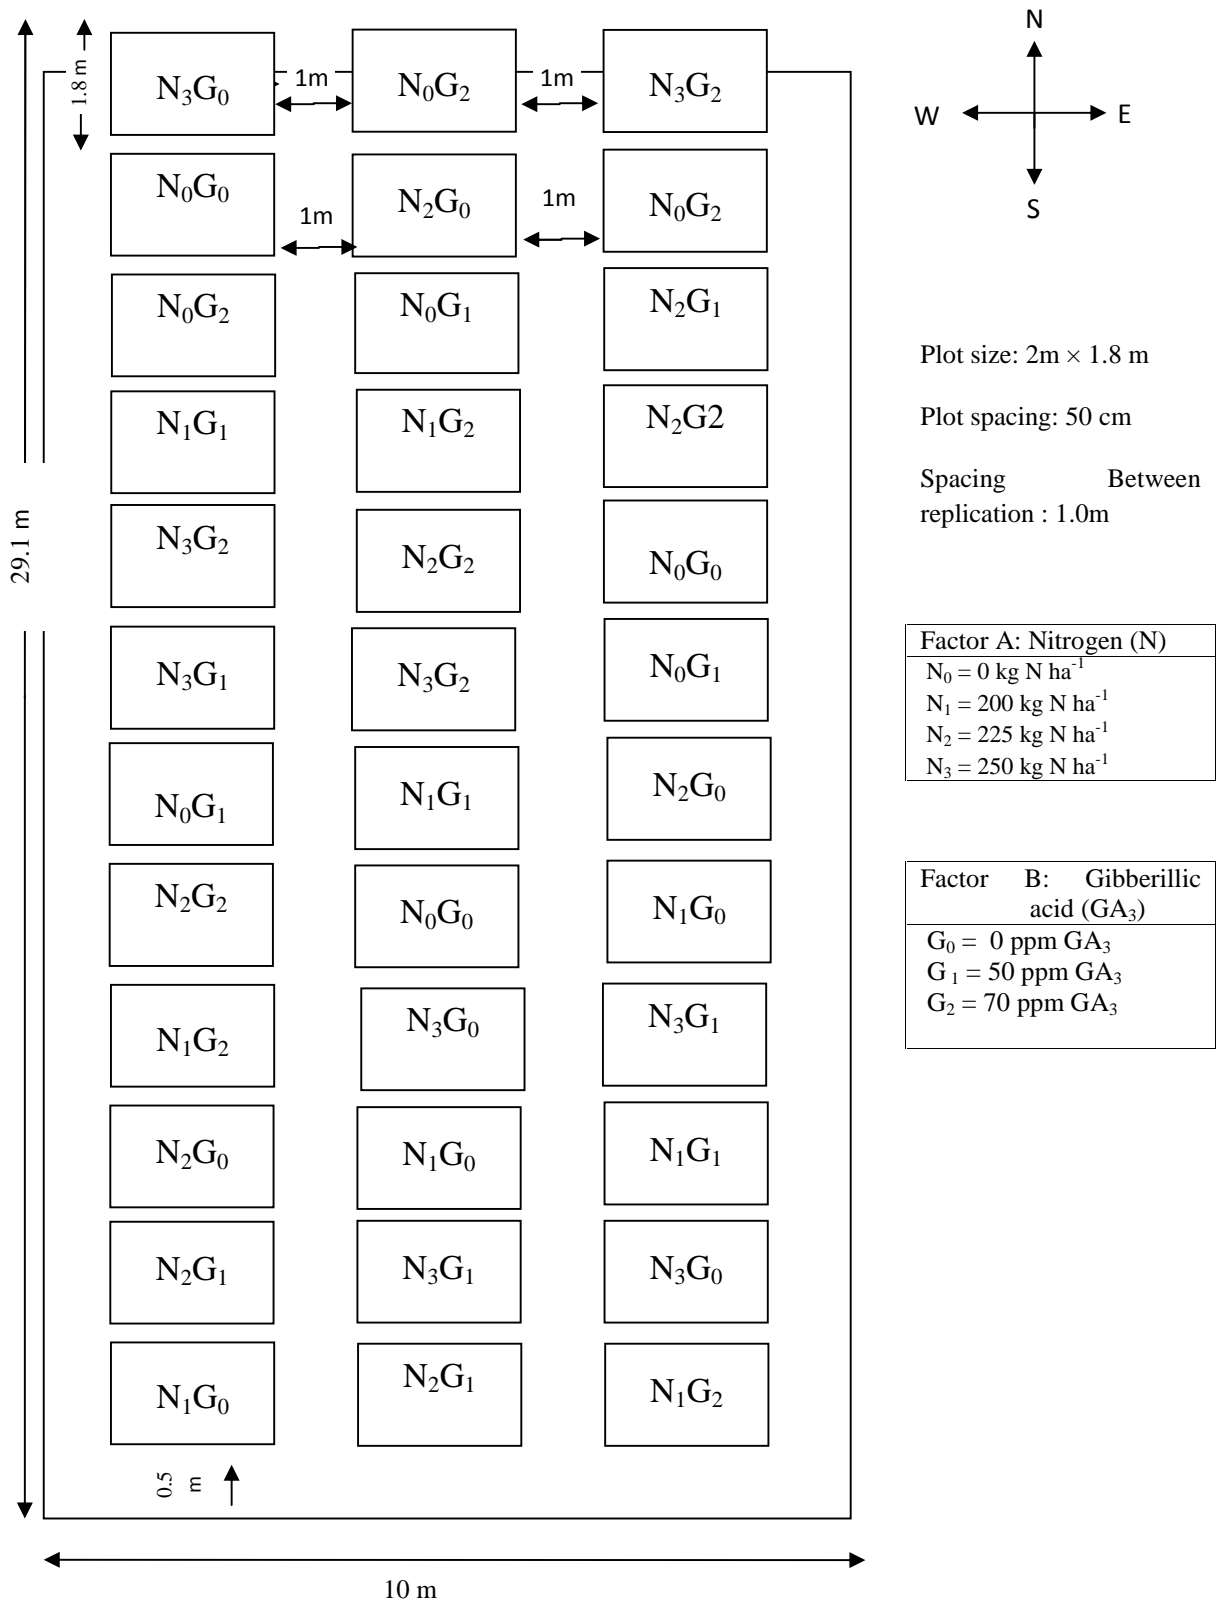 N
W E
S
N₃G₀ 1m N₀G₂ 1m N₃G₂
1.8 m
N₀G₀ 1m N₂G₀ 1m N₀G₂
N₀G₂ N₀G₁ N₂G₁
N₁G₁ N₁G₂ N₂G2
N₃G₂ N₂G₂ N₀G₀
29.1 m
N₃G₁ N₃G₂ N₀G₁
N₀G₁ N₁G₁ N₂G₀
N₂G₂ N₀G₀ N₁G₀
N₁G₂ N₃G₀ N₃G₁
N₂G₀ N₁G₀ N₁G₁
N₂G₁ N₃G₁ N₃G₀
N₁G₀ N₂G₁ N₁G₂
0.5
m
10 m
Plot size: 2m × 1.8 m
Plot spacing: 50 cm
Spacing Between
replication : 1.0m
Factor A: Nitrogen (N)
N₀ = 0 kg N ha⁻¹
N₁ = 200 kg N ha⁻¹
N₂ = 225 kg N ha⁻¹
N₃ = 250 kg N ha⁻¹
Factor B: Gibberillic
acid (GA₃)
G₀ = 0 ppm GA₃
G₁ = 50 ppm GA₃
G₂ = 70 ppm GA₃